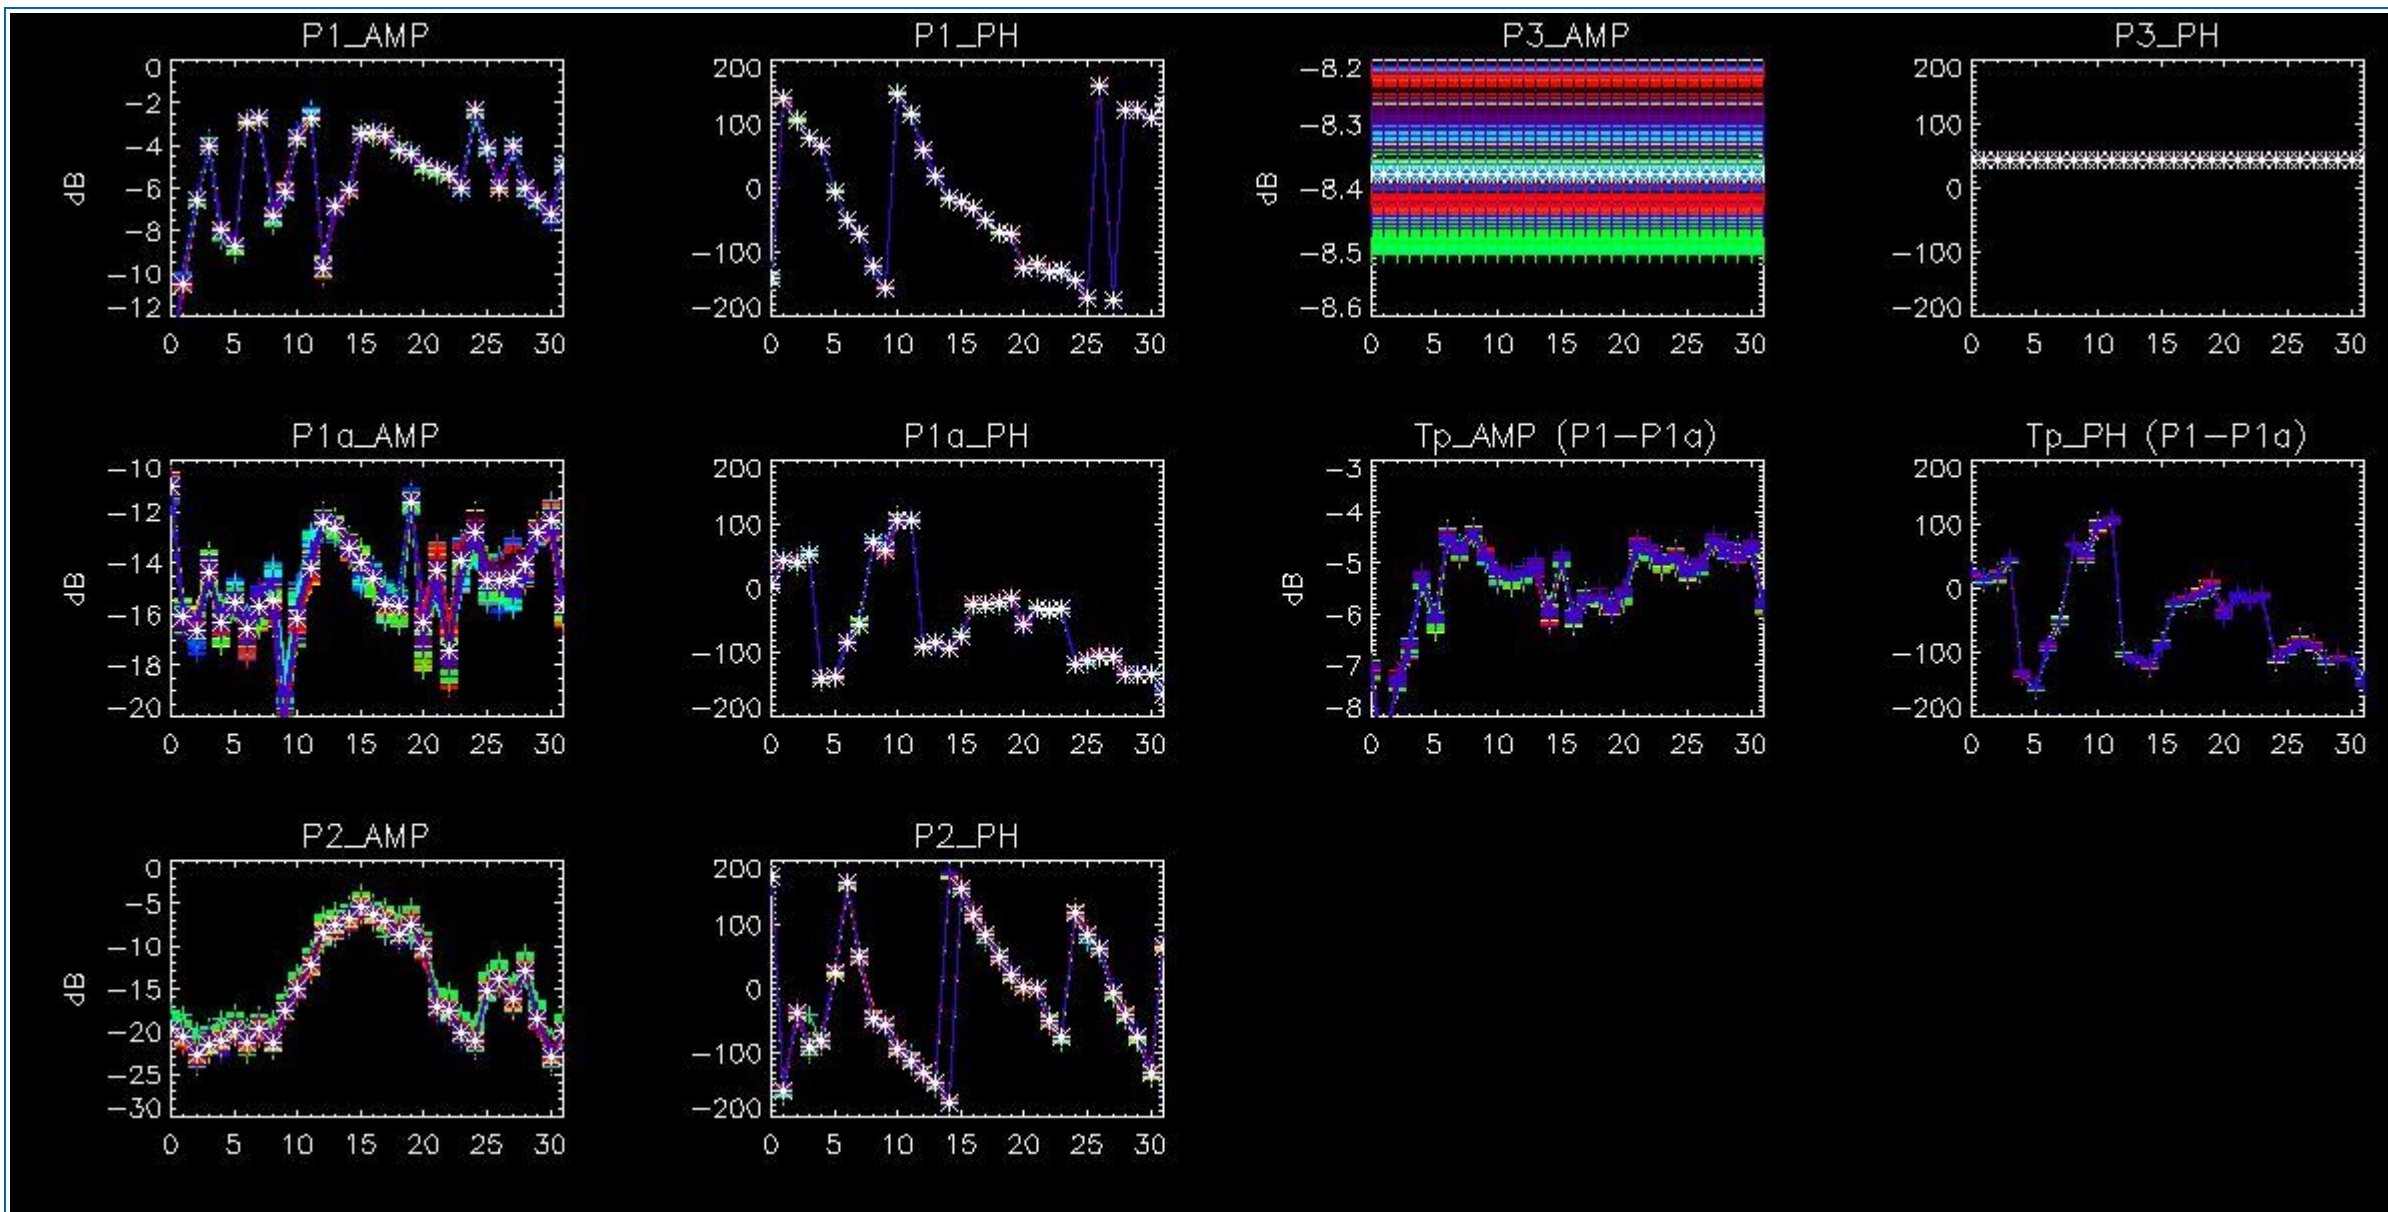 P1_AMP
0
−2
−4
−6
−8
−10
−12
dB
0 5 10 15 20 25 30
P1_PH
200
100
0
−100
−200
0 5 10 15 20 25 30
P3_AMP
−8.2
−8.3
−8.4
−8.5
−8.6
dB
0 5 10 15 20 25 30
P3_PH
200
100
0
−100
−200
0 5 10 15 20 25 30
P1a_AMP
−10
−12
−14
−16
−18
−20
dB
0 5 10 15 20 25 30
P1a_PH
200
100
0
−100
−200
0 5 10 15 20 25 30
Tp_AMP (P1−P1a)
−3
−4
−5
−6
−7
−8
dB
0 5 10 15 20 25 30
Tp_PH (P1−P1a)
200
100
0
−100
−200
0 5 10 15 20 25 30
P2_AMP
0
−5
−10
−15
−20
−25
−30
dB
0 5 10 15 20 25 30
P2_PH
200
100
0
−100
−200
0 5 10 15 20 25 30